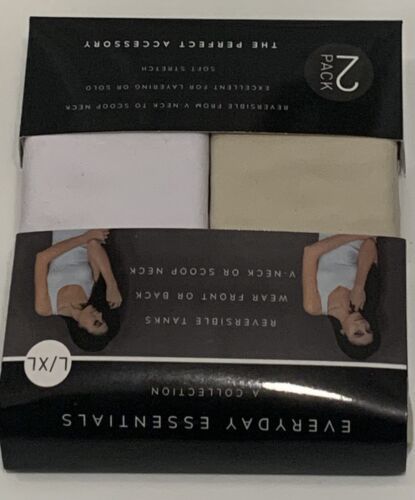 EVERYDAY ESSENTIALS
A COLLECTION
L/XL
REVERSIBLE TANKS
WEAR FRONT OR BACK
V-NECK OR SCOOP NECK
REVERSIBLE FROM V-NECK TO SCOOP NECK
EXCELLENT FOR LAYERING OR SOLO
SOFT STRETCH
THE PERFECT ACCESSORY
2
PACK